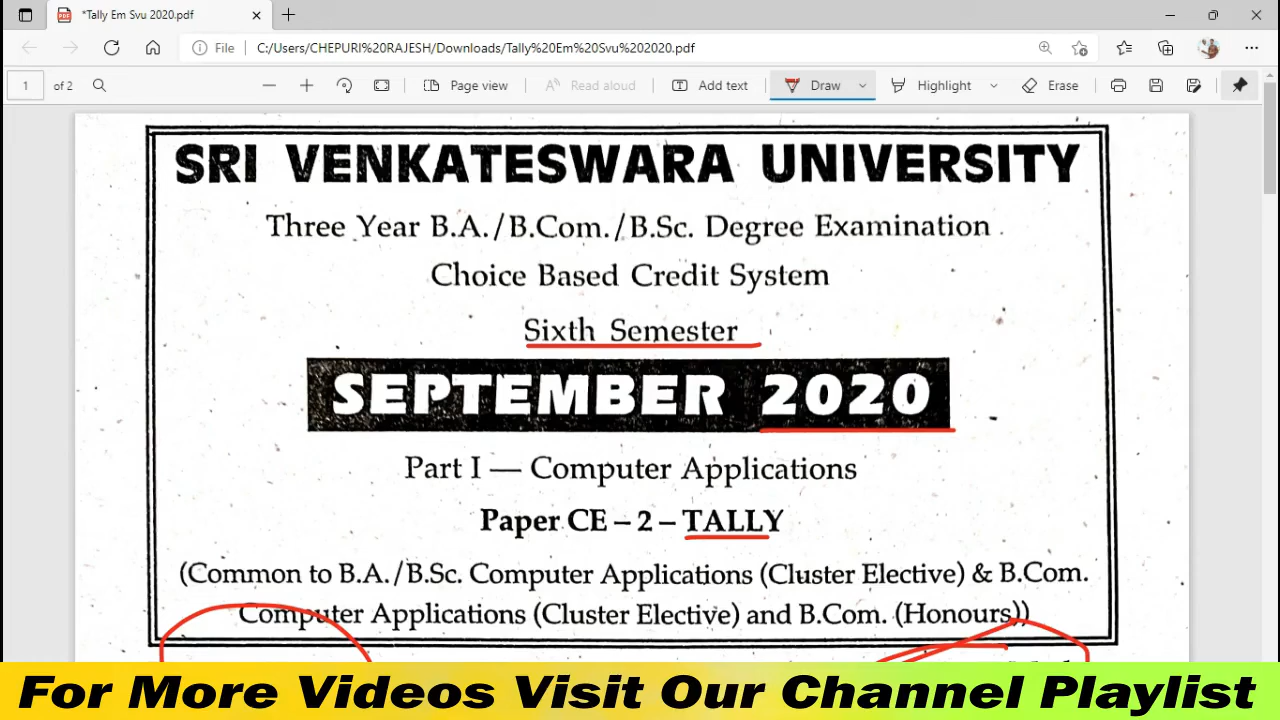 *Tally Em Svu 2020.pdf
File C:/Users/CHEPURI%20RAJESH/Downloads/Tally%20Em%20Svu%202020.pdf
1 of 2 Page view Read aloud Add text Draw Highlight Erase
SRI VENKATESWARA UNIVERSITY
Three Year B.A./B.Com./B.Sc. Degree Examination
Choice Based Credit System
Sixth Semester
SEPTEMBER 2020
Part I — Computer Applications
Paper CE – 2 – TALLY
(Common to B.A./B.Sc. Computer Applications (Cluster Elective) & B.Com.
Computer Applications (Cluster Elective) and B.Com. (Honours))
For More Videos Visit Our Channel Playlist